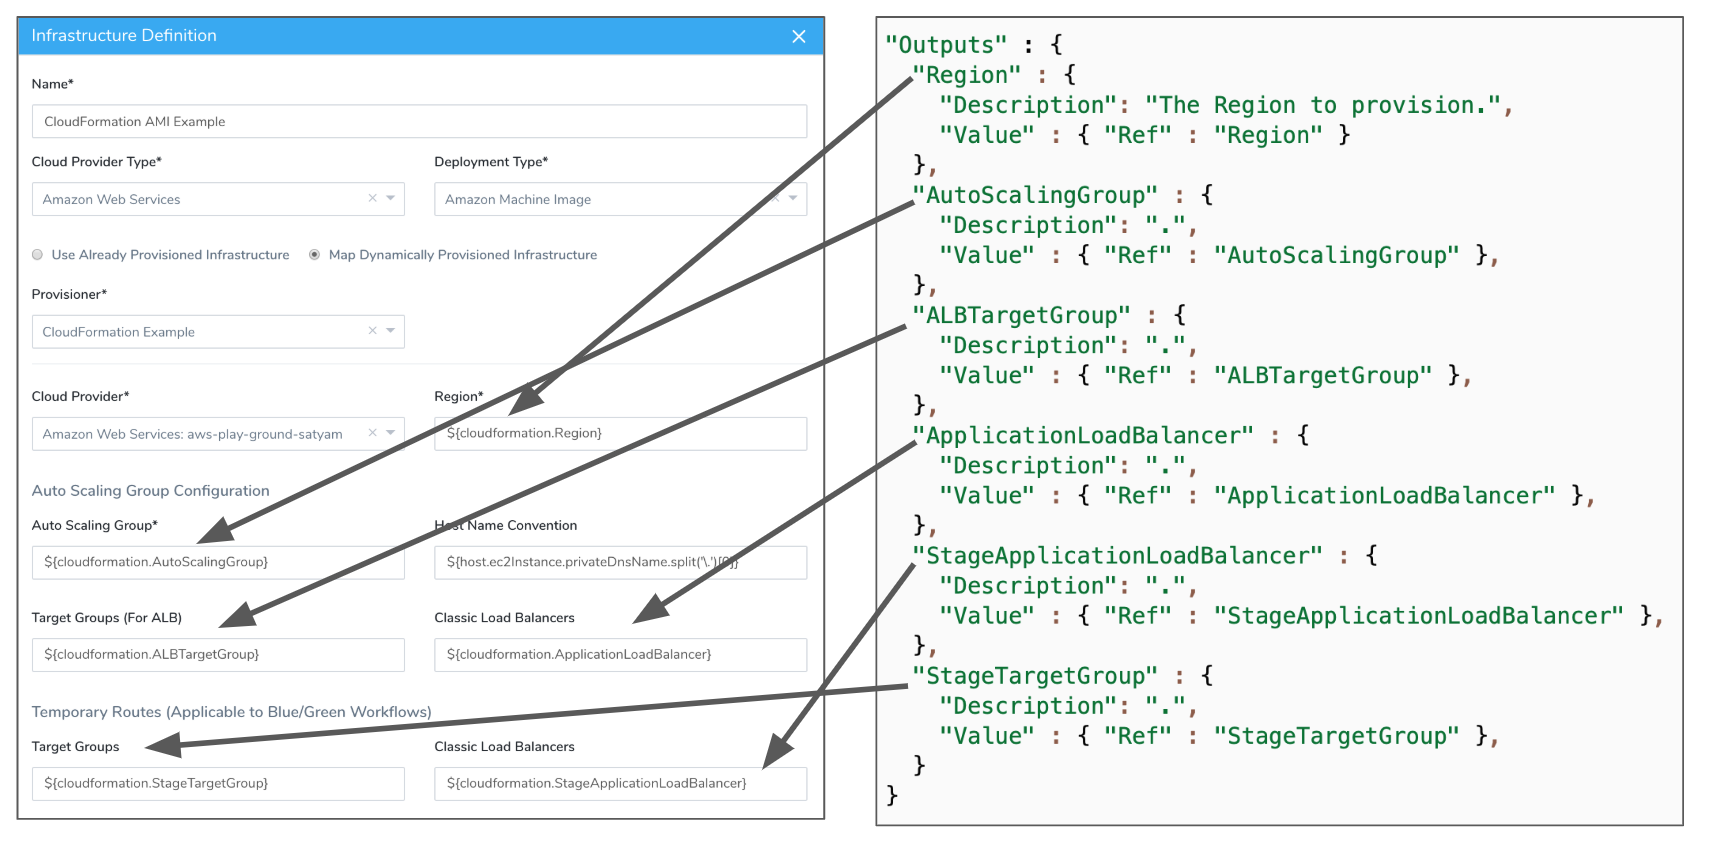 Infrastructure Definition
Name*
CloudFormation AMI Example
Cloud Provider Type*
Deployment Type*
Amazon Web Services
Amazon Machine Image
Use Already Provisioned Infrastructure
Map Dynamically Provisioned Infrastructure
Provisioner*
CloudFormation Example
Cloud Provider*
Region*
Amazon Web Services: aws-play-ground-satyam
${cloudformation.Region}
Auto Scaling Group Configuration
Auto Scaling Group*
Host Name Convention
${cloudformation.AutoScalingGroup}
${host.ec2Instance.privateDnsName.split('\.')[0]}
Target Groups (For ALB)
Classic Load Balancers
${cloudformation.ALBTargetGroup}
${cloudformation.ApplicationLoadBalancer}
Temporary Routes (Applicable to Blue/Green Workflows)
Target Groups
Classic Load Balancers
${cloudformation.StageTargetGroup}
${cloudformation.StageApplicationLoadBalancer}
"Outputs" : {
"Region" : {
"Description": "The Region to provision.",
"Value" : { "Ref" : "Region" }
},
"AutoScalingGroup" : {
"Description": ".",
"Value" : { "Ref" : "AutoScalingGroup" },
},
"ALBTargetGroup" : {
"Description": ".",
"Value" : { "Ref" : "ALBTargetGroup" },
},
"ApplicationLoadBalancer" : {
"Description": ".",
"Value" : { "Ref" : "ApplicationLoadBalancer" },
},
"StageApplicationLoadBalancer" : {
"Description": ".",
"Value" : { "Ref" : "StageApplicationLoadBalancer" },
},
"StageTargetGroup" : {
"Description": ".",
"Value" : { "Ref" : "StageTargetGroup" },
}
}